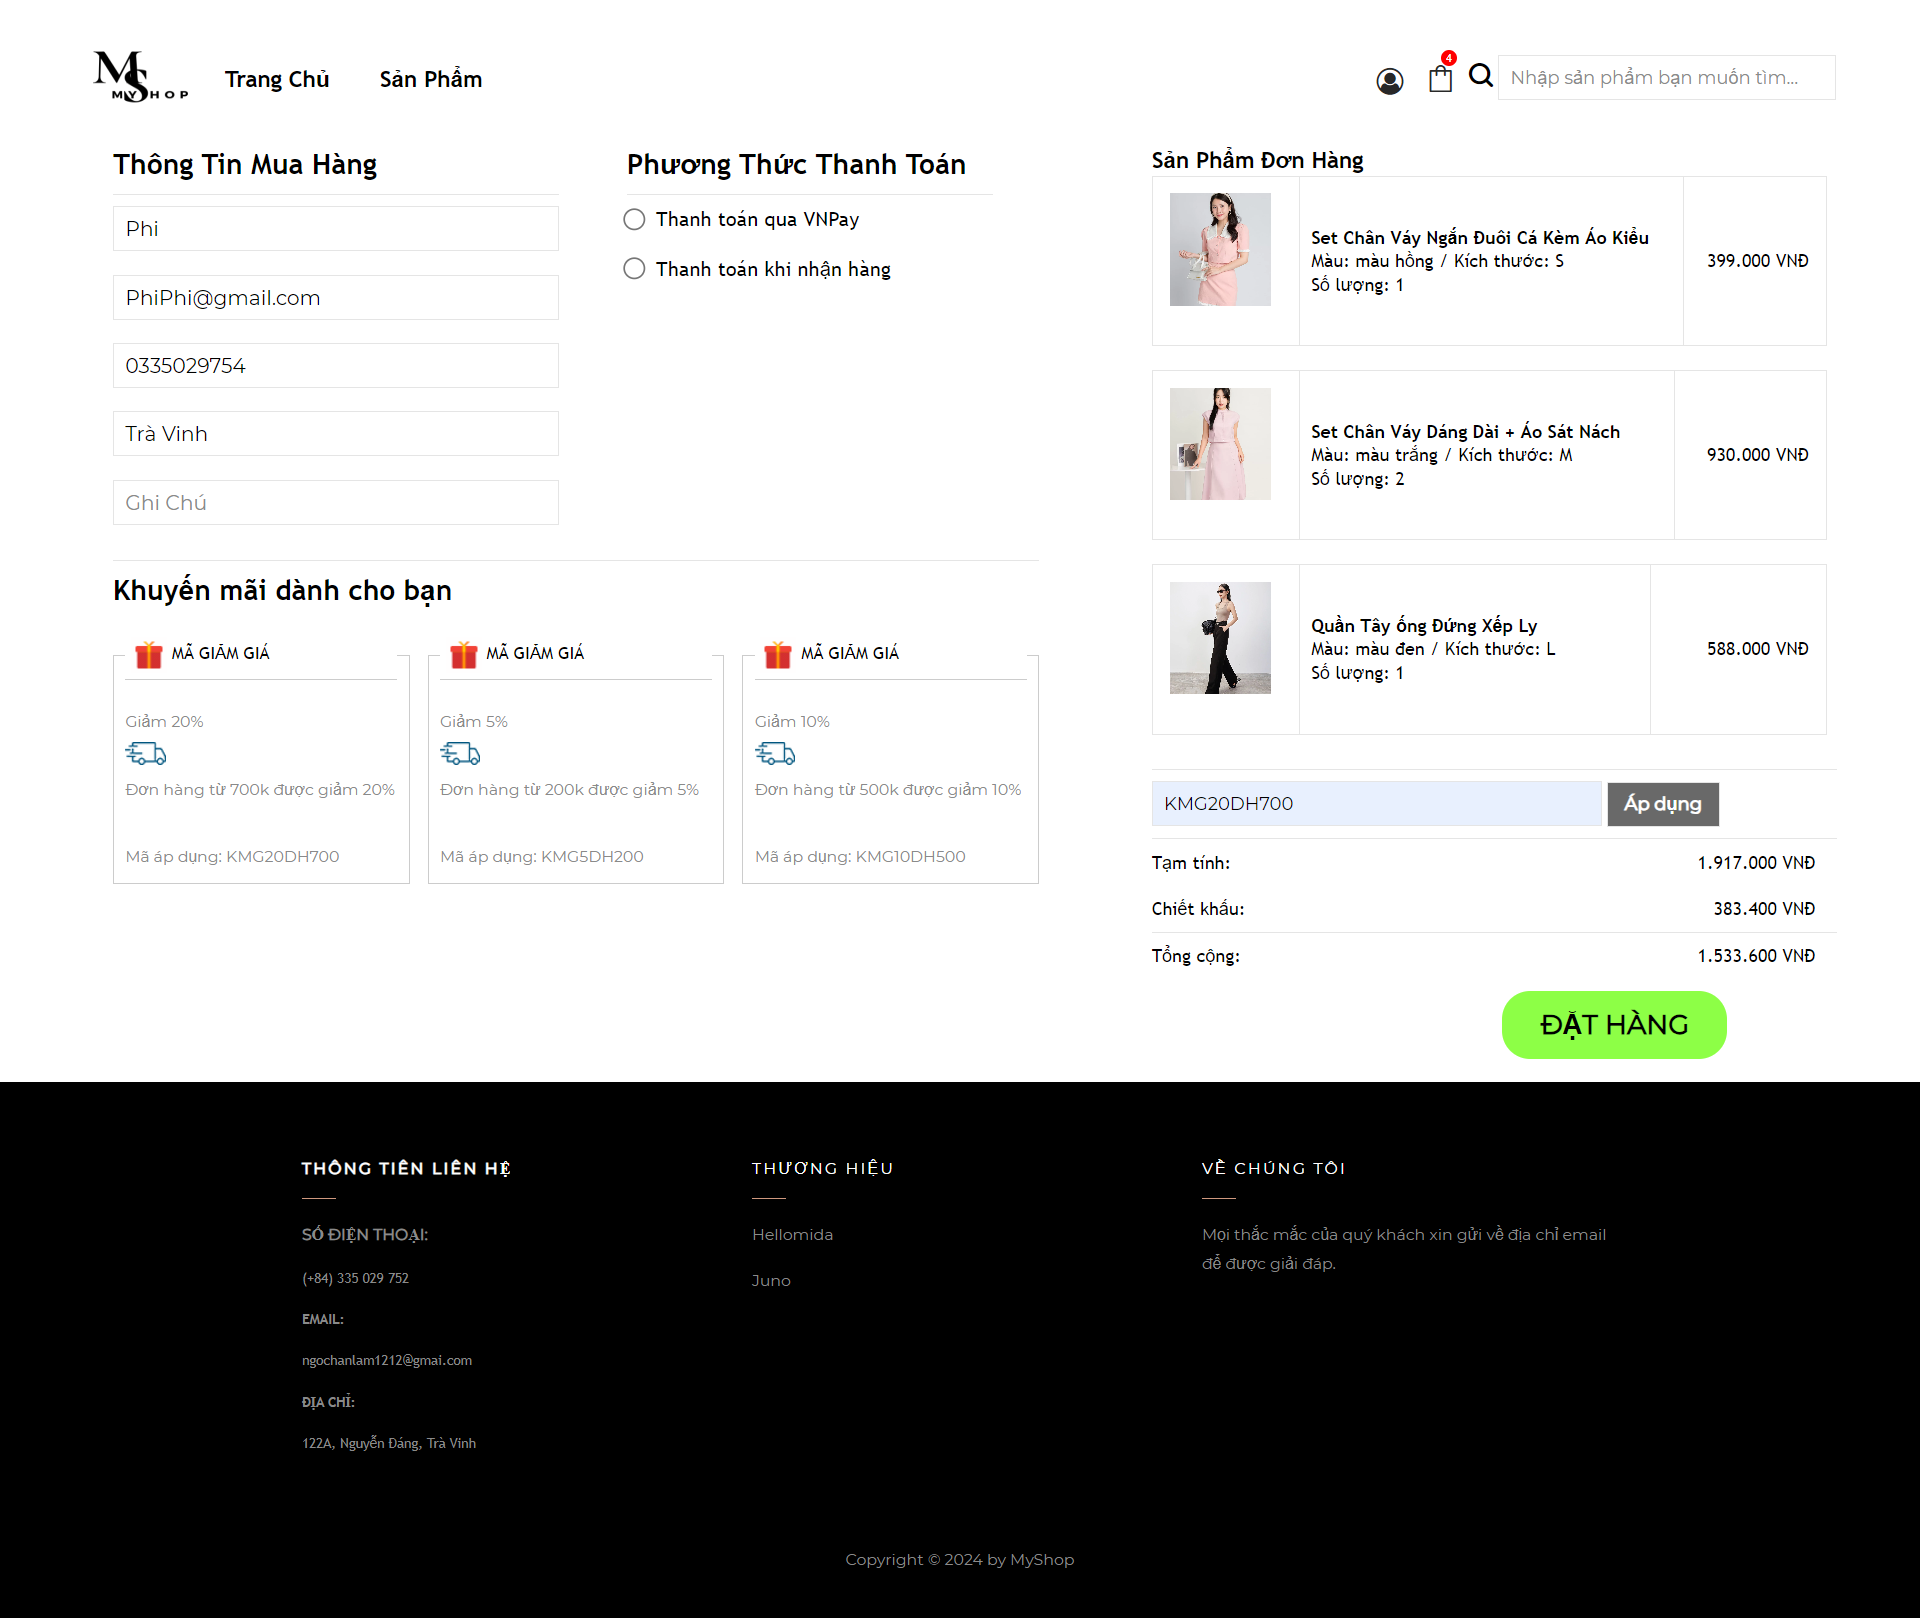 MS
MYSHOP
Trang Chủ
Sản Phẩm
4
Nhập sản phẩm bạn muốn tìm...
Thông Tin Mua Hàng
Phi
PhiPhi@gmail.com
0335029754
Trà Vinh
Ghi Chú
Phương Thức Thanh Toán
Thanh toán qua VNPay
Thanh toán khi nhận hàng
Khuyến mãi dành cho bạn
MÃ GIẢM GIÁ
Giảm 20%
Đơn hàng từ 700k được giảm 20%
Mã áp dụng: KMG20DH700
MÃ GIẢM GIÁ
Giảm 5%
Đơn hàng từ 200k được giảm 5%
Mã áp dụng: KMG5DH200
MÃ GIẢM GIÁ
Giảm 10%
Đơn hàng từ 500k được giảm 10%
Mã áp dụng: KMG10DH500
Sản Phẩm Đơn Hàng
Set Chân Váy Ngắn Đuôi Cá Kèm Áo Kiểu
Màu: màu hồng / Kích thước: S
Số lượng: 1
399.000 VNĐ
Set Chân Váy Dáng Dài + Áo Sát Nách
Màu: màu trắng / Kích thước: M
Số lượng: 2
930.000 VNĐ
Quần Tây ống Đứng Xếp Ly
Màu: màu đen / Kích thước: L
Số lượng: 1
588.000 VNĐ
KMG20DH700
Áp dụng
Tạm tính: 1.917.000 VNĐ
Chiết khấu: 383.400 VNĐ
Tổng cộng: 1.533.600 VNĐ
ĐẶT HÀNG
THÔNG TIÊN LIÊN HỆ
SỐ ĐIỆN THOẠI:
(+84) 335 029 752
EMAIL:
ngochanlam1212@gmai.com
ĐỊA CHỈ:
122A, Nguyễn Đáng, Trà Vinh
THƯƠNG HIỆU
Hellomida
Juno
VỀ CHÚNG TÔI
Mọi thắc mắc của quý khách xin gửi về địa chỉ email
để được giải đáp.
Copyright © 2024 by MyShop